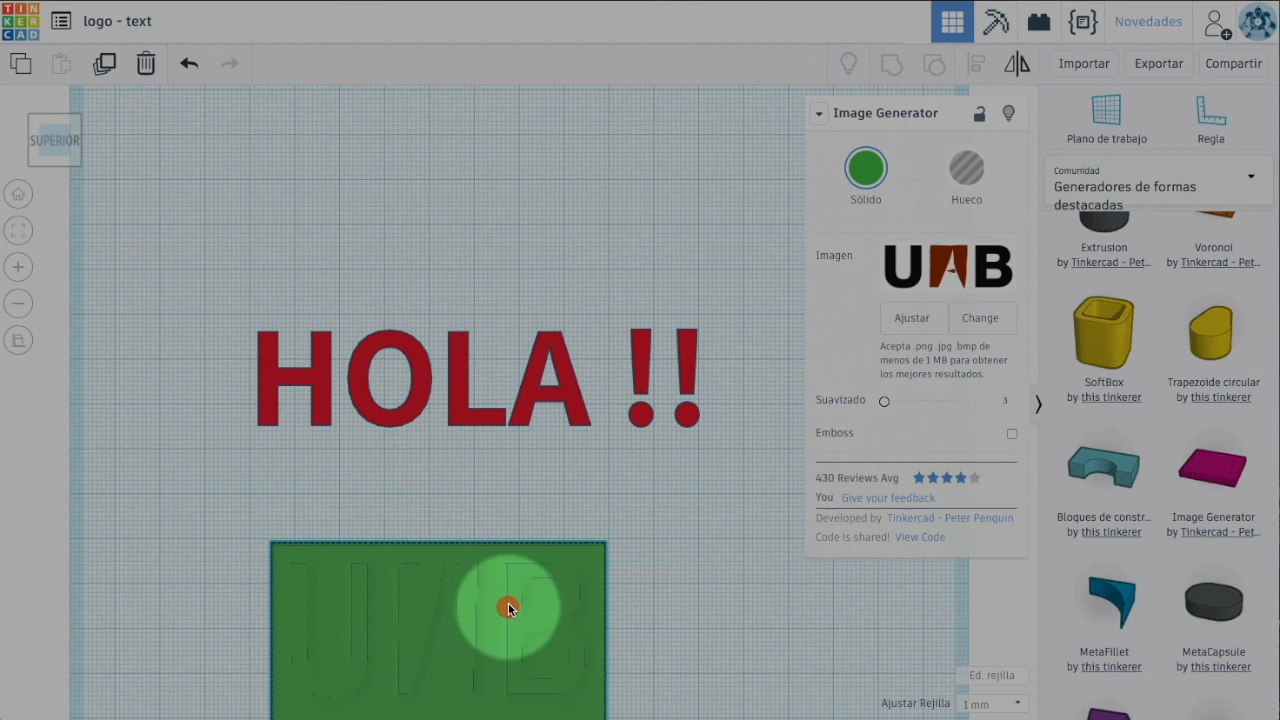 TIN
KER
CAD
logo - text
Novedades
Importar
Exportar
Compartir
SUPERIOR
Image Generator
Sólido
Hueco
Imagen
UAB
Ajustar
Change
Acepta .png .jpg .bmp de
menos de 1 MB para obtener
los mejores resultados.
Suavizado
3
Emboss
430 Reviews Avg
You
Give your feedback
Developed by Tinkercad - Peter Penguin
Code is shared! View Code
Plano de trabajo
Regla
Comunidad
Generadores de formas
destacadas
Extrusion
by Tinkercad - Pet...
Voronoi
by Tinkercad - Pet...
SoftBox
by this tinkerer
Trapezoide circular
by this tinkerer
Bloques de constr...
by this tinkerer
Image Generator
by Tinkercad - Pet...
MetaFillet
by this tinkerer
MetaCapsule
by this tinkerer
HOLA !!
UAB
Ed. rejilla
Ajustar Rejilla
1 mm